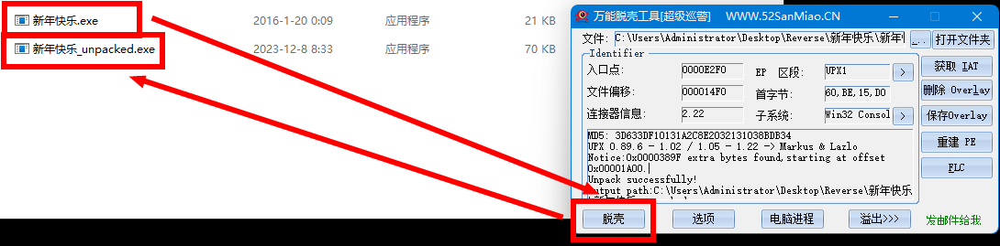 新年快乐.exe 2016-1-20 0:09 应用程序 21 KB
新年快乐_unpacked.exe 2023-12-8 8:33 应用程序 70 KB
万能脱壳工具[超级巡警] WWW.52SanMiao.CN
文件: C:\Users\Administrator\Desktop\Reverse\新年快乐\新年 ... 打开文件夹
Identifier
入口点: 0000E2F0 EP 区段: UPX1 >
文件偏移: 000014F0 首字节: 60,BE,15,D0
连接器信息: 2.22 子系统: Win32 Consol >
获取 IAT
删除 Overlay
保存Overlay
重建 PE
FLC
MD5: 3D633DF10131A2C8E2032131038BDB34
UPX 0.89.6 - 1.02 / 1.05 - 1.22 -> Markus & Lazlo
Notice:0x0000389F extra bytes found,starting at offset
0x00001A00.
Unpack successfully!
Output path:C:\Users\Administrator\Desktop\Reverse\新年快乐
脱壳 选项 电脑进程 溢出>>> 发邮件给我